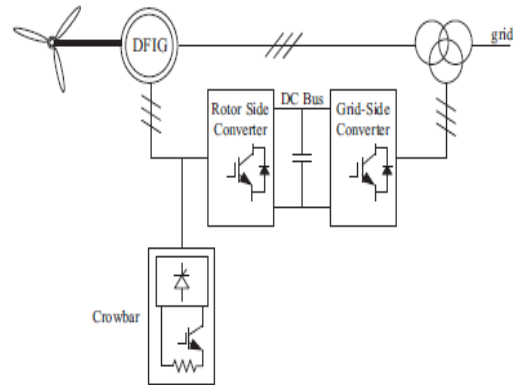 DFIG
grid
Rotor Side
Converter
DC Bus
Grid-Side
Converter
Crowbar